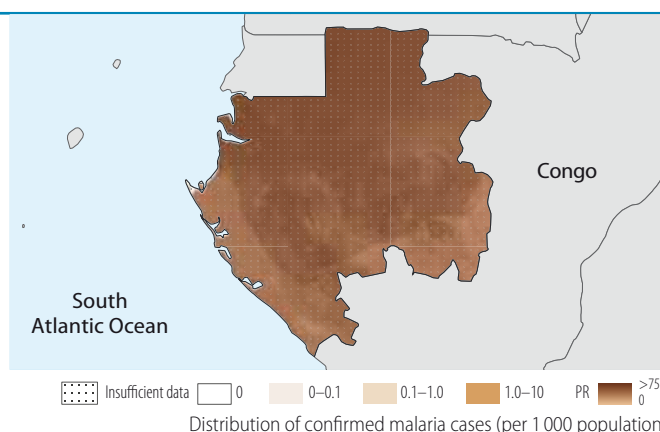 Congo
South
Atlantic Ocean
Insufficient data 0 0–0.1 0.1–1.0 1.0–10 PR >75
0
Distribution of confirmed malaria cases (per 1 000 population